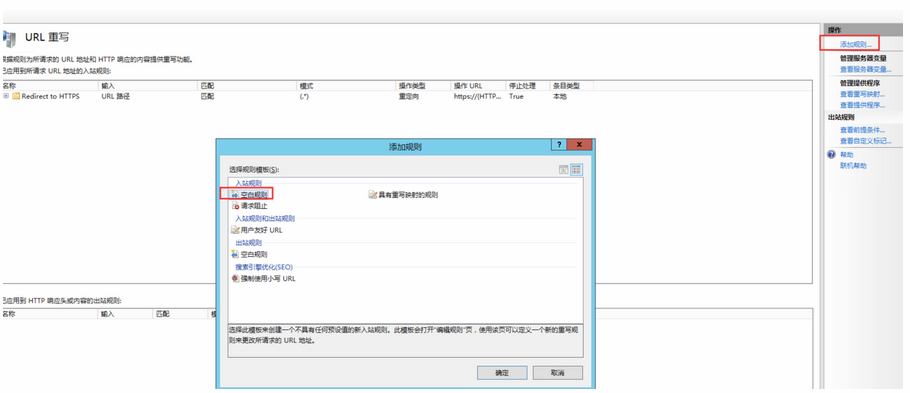 URL 重写
根据规则为所请求的 URL 地址和 HTTP 响应的内容提供重写功能。
已应用到所请求 URL 地址的入站规则:
名称 输入 匹配 模式 操作类型 操作 URL 停止处理 条目类型
Redirect to HTTPS URL 路径 匹配 (.*) 重定向 https://{HTTP... True 本地
添加规则
? x
选择规则模板(S):
入站规则
空白规则 具有重写映射的规则
请求阻止
入站规则和出站规则
用户友好 URL
出站规则
空白规则
搜索引擎优化(SEO)
强制使用小写 URL
选择此模板来创建一个不具有任何预设值的新入站规则。此模板会打开“编辑规则”页，使用该页可以定义一个新的重写规
则来更改所请求的 URL 地址。
确定 取消
已应用到 HTTP 响应头或内容的出站规则:
名称 输入 匹配
操作
添加规则...
管理服务器变量
查看服务器变量...
管理提供程序
查看重写映射...
查看提供程序...
出站规则
查看前提条件...
查看自定义标记...
帮助
联机帮助